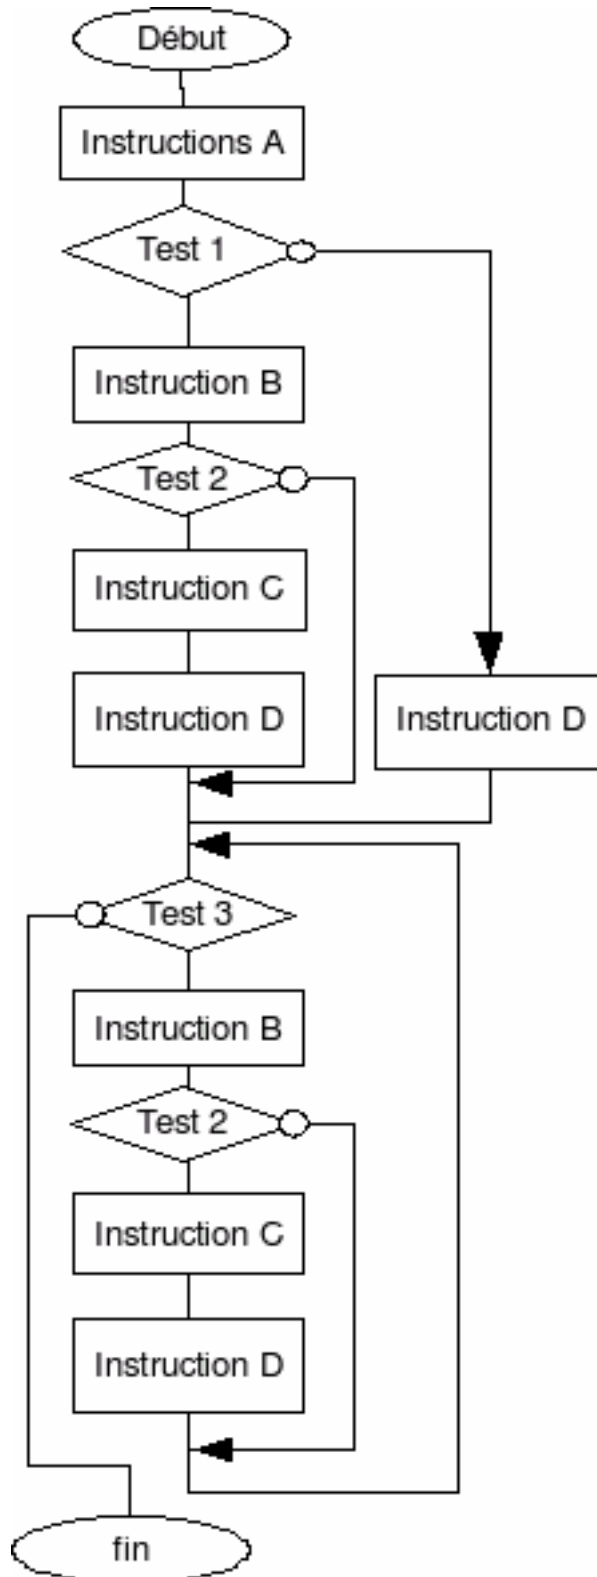 Début
Instructions A
Test 1
Instruction B
Test 2
Instruction C
Instruction D
Instruction D
Test 3
Instruction B
Test 2
Instruction C
Instruction D
fin